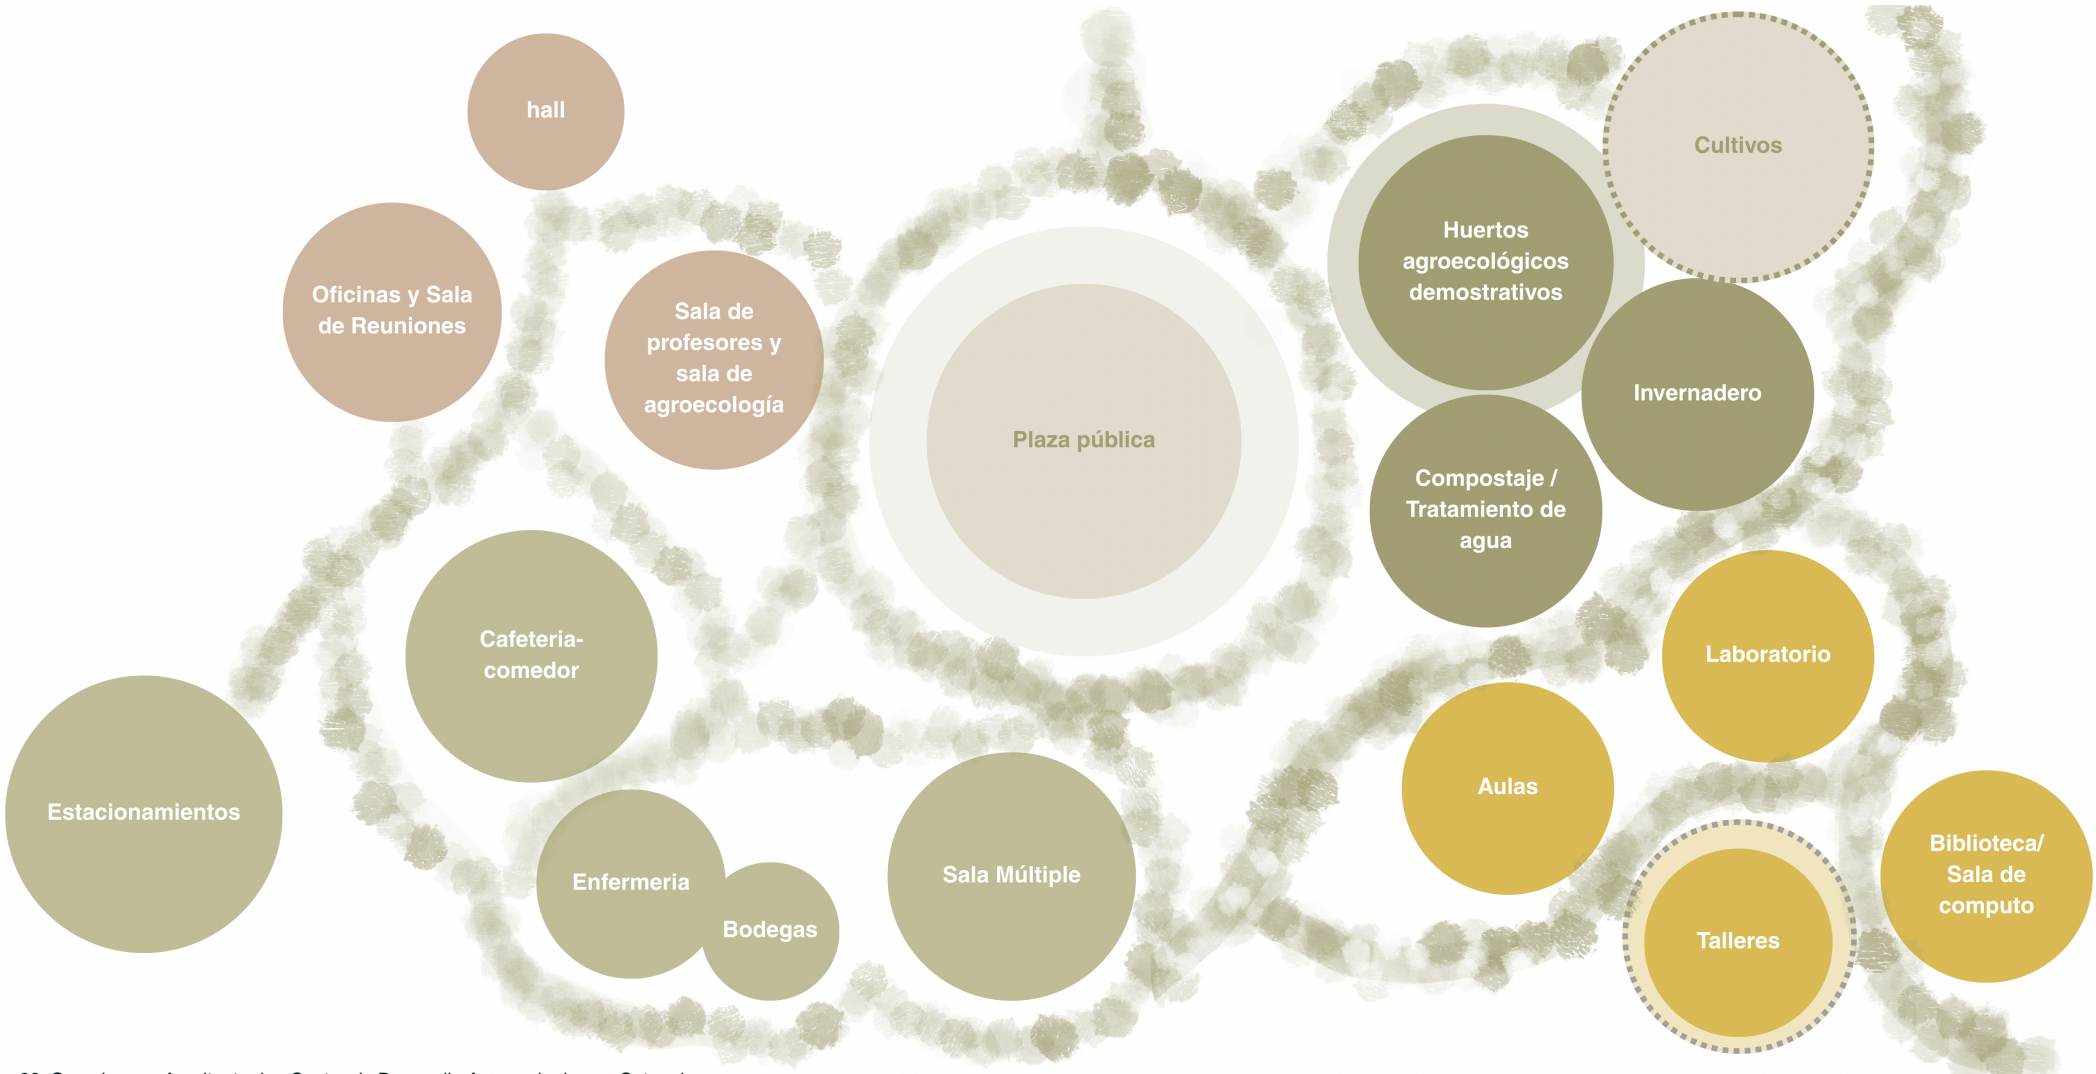 hall
Cultivos
Huertos
agroecológicos
demostrativos
Oficinas y Sala
de Reuniones
Sala de
profesores y
sala de
agroecología
Invernadero
Plaza pública
Compostaje /
Tratamiento de
agua
Cafeteria-
comedor
Laboratorio
Aulas
Estacionamientos
Enfermeria
Bodegas
Sala Múltiple
Biblioteca/
Sala de
computo
Talleres